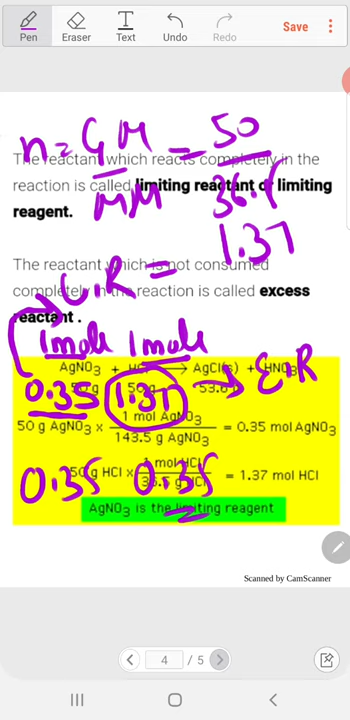 Pen Eraser Text Undo Redo Save
n = GM/MM = 50/36.5
1.37
The reactant which reacts completely in the
reaction is called limiting reactant or limiting
reagent.
L.R =
The reactant which is not consumed
completely in the reaction is called excess
reactant .
1mole 1mole
AgNO3 + HCl → AgCl(s) + HNO3
50 g 50 g
0.35 1.37 → E.R
50 g AgNO3 × 1 mol AgNO3 / 143.5 g AgNO3 = 0.35 mol AgNO3
50 g HCl × 1 mol HCl / 36.5 g HCl = 1.37 mol HCl
0.35 0.35
AgNO3 is the limiting reagent
Scanned by CamScanner
4 / 5